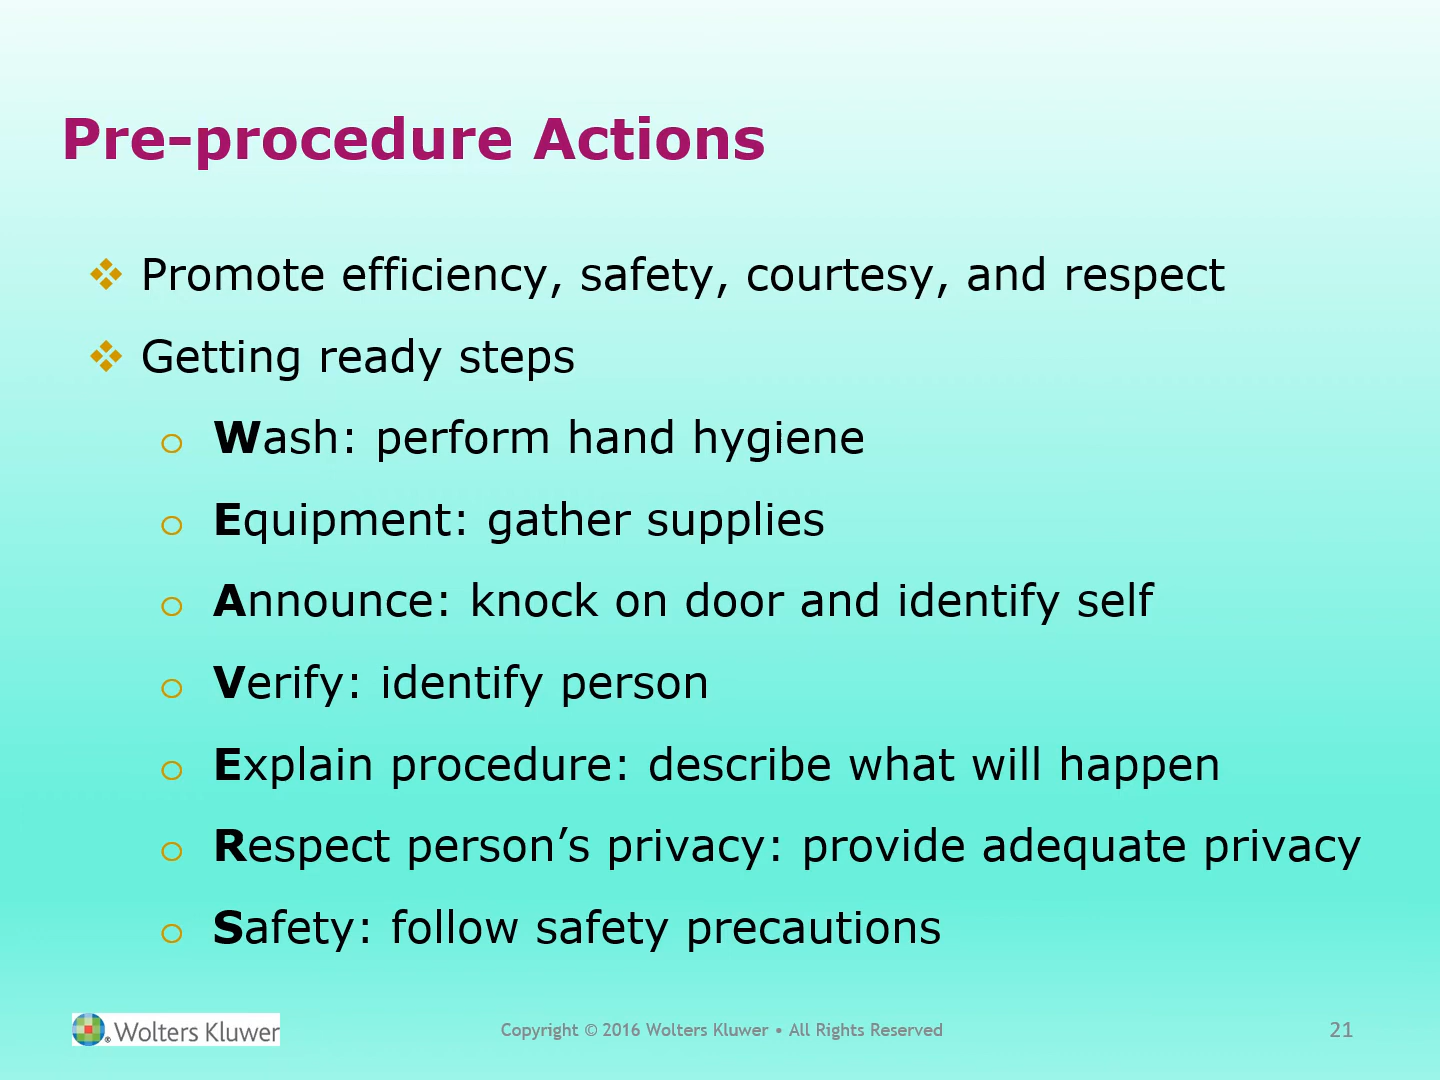 Pre-procedure Actions
❖ Promote efficiency, safety, courtesy, and respect
❖ Getting ready steps
o Wash: perform hand hygiene
o Equipment: gather supplies
o Announce: knock on door and identify self
o Verify: identify person
o Explain procedure: describe what will happen
o Respect person’s privacy: provide adequate privacy
o Safety: follow safety precautions
® Wolters Kluwer
Copyright © 2016 Wolters Kluwer • All Rights Reserved
21